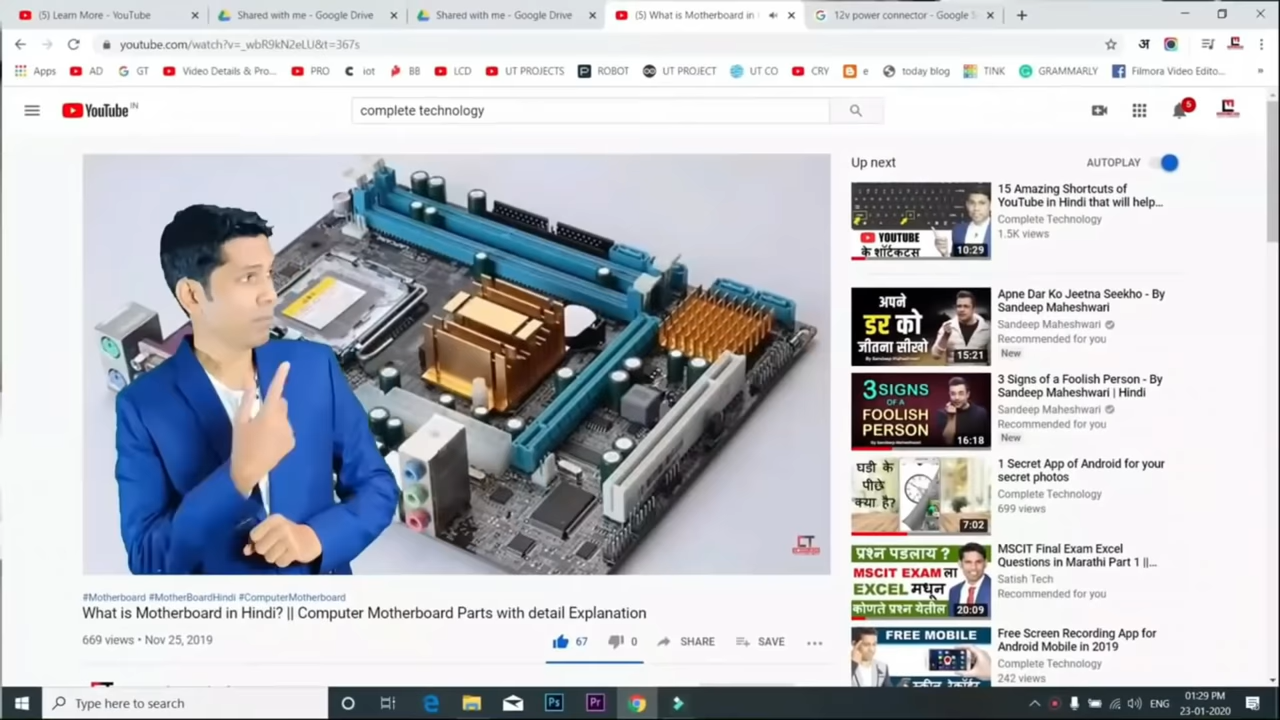 (5) Learn More - YouTube
Shared with me - Google Drive
Shared with me - Google Drive
(5) What is Motherboard in
12v power connector - Google S
youtube.com/watch?v=_wbR9kN2eLU&t=367s
अ
Apps
AD
GT
Video Details & Pro...
PRO
iot
BB
LCD
UT PROJECTS
ROBOT
UT PROJECT
UT CO
CRY
e
today blog
TINK
GRAMMARLY
Filmora Video Edito...
YouTube IN
complete technology
5
Up next
AUTOPLAY
YOUTUBE
के शॉर्टकटस
10:29
15 Amazing Shortcuts of
YouTube in Hindi that will help...
Complete Technology
1.5K views
अपने
डर को
जीतना सीखो
By Sandeep Maheshwari
15:21
Apne Dar Ko Jeetna Seekho - By
Sandeep Maheshwari
Sandeep Maheshwari
Recommended for you
New
3 SIGNS
OF A
FOOLISH
PERSON
16:18
3 Signs of a Foolish Person - By
Sandeep Maheshwari | Hindi
Sandeep Maheshwari
Recommended for you
New
घडी के
पीछे
क्या है?
7:02
1 Secret App of Android for your
secret photos
Complete Technology
699 views
प्रश्न पडलाय ?
MSCIT EXAM ला
EXCEL मधून
कोणते प्रश्न येतील
20:09
MSCIT Final Exam Excel
Questions in Marathi Part 1 ||...
Satish Tech
Recommended for you
FREE MOBILE
Free Screen Recording App for
Android Mobile in 2019
Complete Technology
242 views
CT
#Motherboard #MotherBoardHindi #ComputerMotherboard
What is Motherboard in Hindi? || Computer Motherboard Parts with detail Explanation
669 views • Nov 25, 2019
67
0
SHARE
SAVE
Type here to search
Ps
Pr
ENG
01:29 PM
23-01-2020